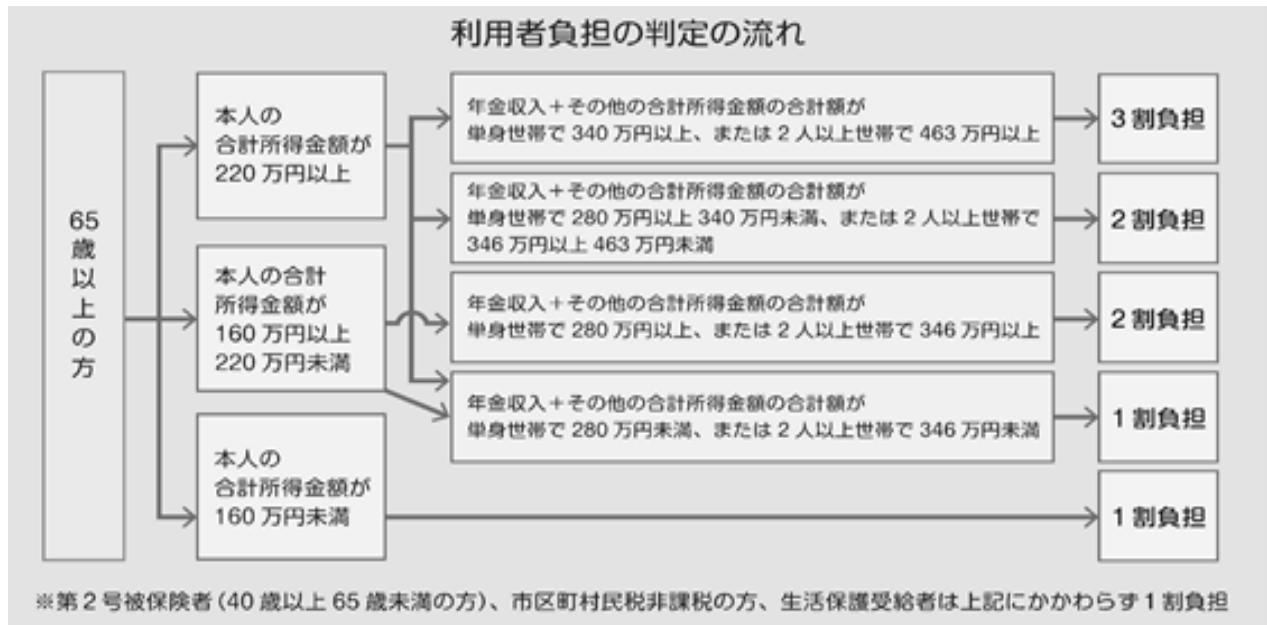 利用者負担の判定の流れ
65歳以上の方
本人の
合計所得金額が
220万円以上
年金収入+その他の合計所得金額の合計額が
単身世帯で340万円以上、または2人以上世帯で463万円以上
3割負担
年金収入+その他の合計所得金額の合計額が
単身世帯で280万円以上340万円未満、または2人以上世帯で
346万円以上463万円未満
2割負担
本人の合計
所得金額が
160万円以上
220万円未満
年金収入+その他の合計所得金額の合計額が
単身世帯で280万円以上、または2人以上世帯で346万円以上
2割負担
年金収入+その他の合計所得金額の合計額が
単身世帯で280万円未満、または2人以上世帯で346万円未満
1割負担
本人の
合計所得金額が
160万円未満
1割負担
※第2号被保険者(40歳以上65歳未満の方)、市区町村民税非課税の方、生活保護受給者は上記にかかわらず1割負担